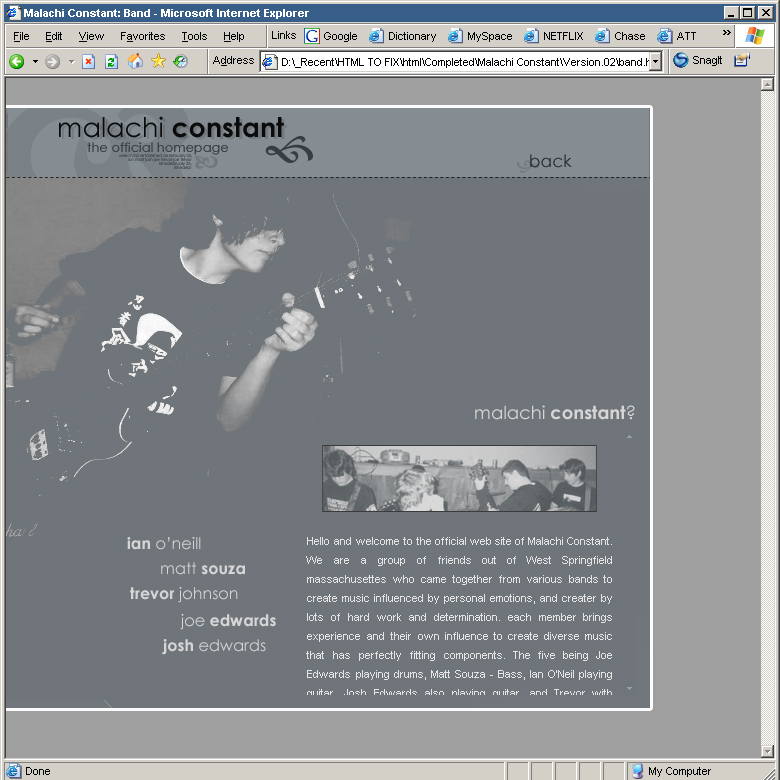 Malachi Constant: Band - Microsoft Internet Explorer
File Edit View Favorites Tools Help Links Google Dictionary MySpace NETFLIX Chase ATT »
Address D:\_Recent\HTML TO FIX\html\Completed\Malachi Constant\Version.02\band.h SnagIt
malachi constant
the official homepage
back
malachi constant?
ian o'neill
matt souza
trevor johnson
joe edwards
josh edwards
Hello and welcome to the official web site of Malachi Constant.
We are a group of friends out of West Springfield
massachusettes who came together from various bands to
create music influenced by personal emotions, and creater by
lots of hard work and determination. each member brings
experience and their own influence to create diverse music
that has perfectly fitting components. The five being Joe
Edwards playing drums, Matt Souza - Bass, Ian O'Neil playing
guitar, Josh Edwards also playing guitar, and Trevor with
Done My Computer